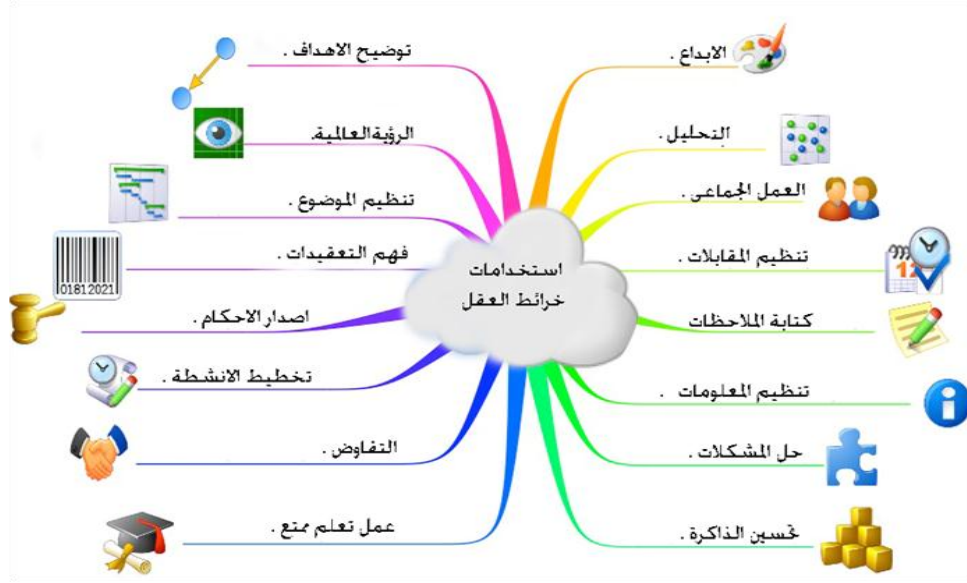 استخدامات
خرائط العقل
الابداع .
التحليل .
العمل الجماعى .
تنظيم المقابلات .
كتابة الملاحظات
تنظيم المعلومات .
حل المشكلات .
تحسين الذاكرة .
توضيح الاهداف .
الرؤية العالمية.
تنظيم الموضوع .
فهم التعقيدات .
اصدار الاحكام .
تخطيط الانشطة .
التفاوض .
عمل تعلم ممتع .
01812021
12
i